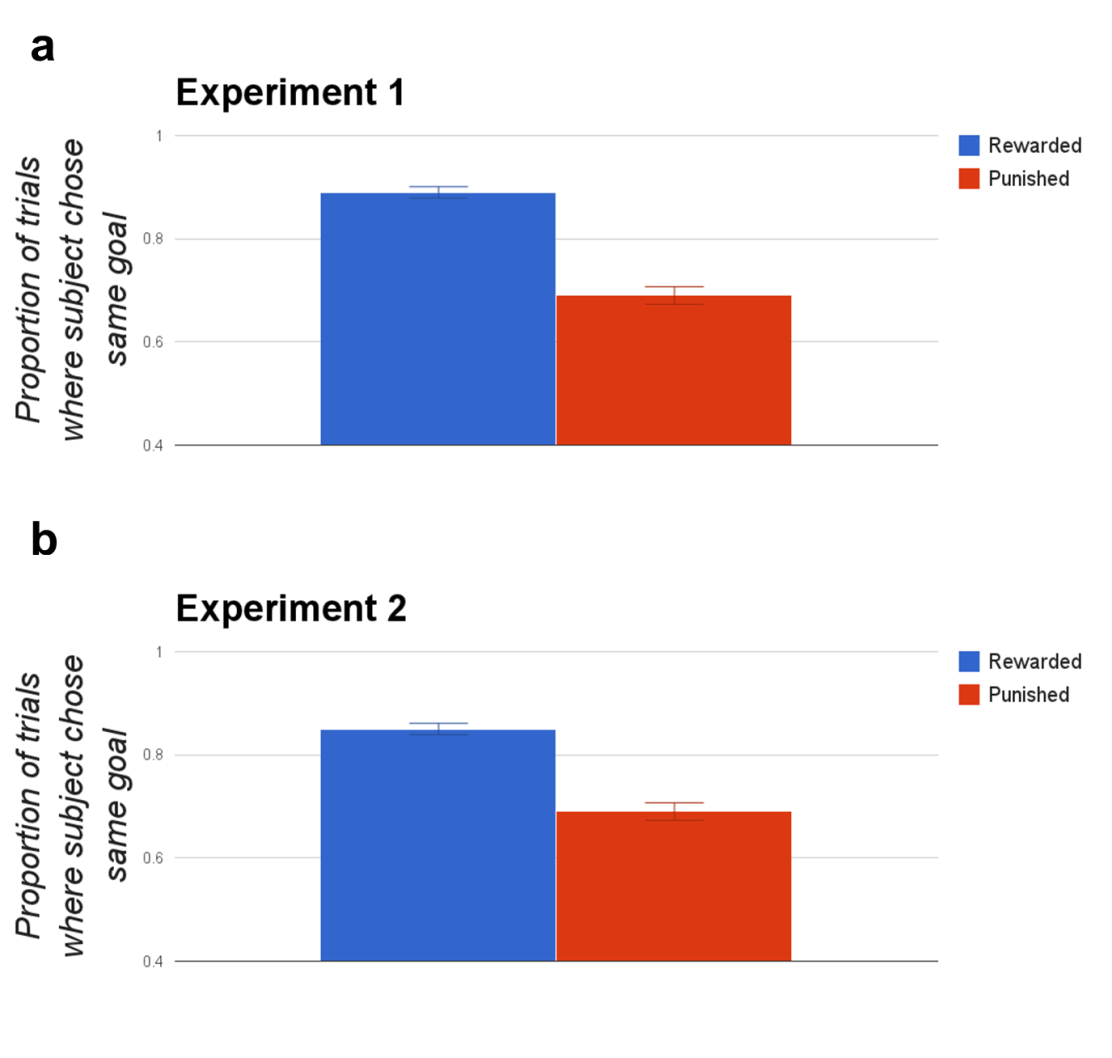 a
Experiment 1
Proportion of trials
where subject chose
same goal
1
0.8
0.6
0.4
Rewarded
Punished
b
Experiment 2
Proportion of trials
where subject chose
same goal
1
0.8
0.6
0.4
Rewarded
Punished